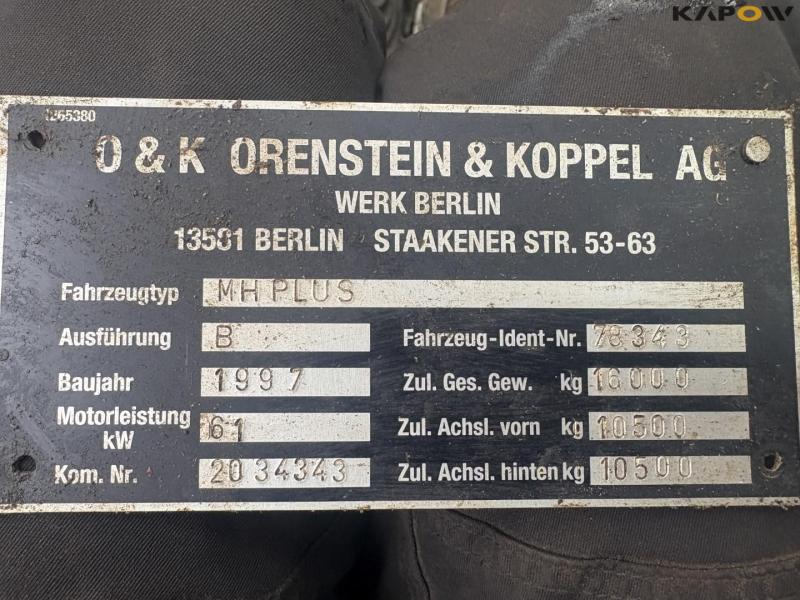 KAPOW
1265380
O & K ORENSTEIN & KOPPEL AG
WERK BERLIN
13581 BERLIN STAAKENER STR. 53-63
Fahrzeugtyp MH PLUS
Ausführung B Fahrzeug-Ident-Nr. 78343
Baujahr 1997 Zul. Ges. Gew. kg 16000
Motorleistung kW 61 Zul. Achsl. vorn kg 10500
Kom. Nr. 2034343 Zul. Achsl. hinten kg 10500